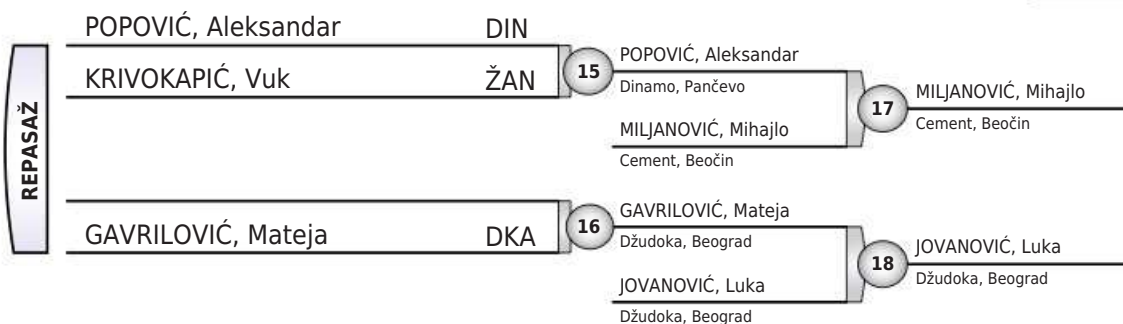 REPASAŽ
POPOVIĆ, Aleksandar DIN
KRIVOKAPIĆ, Vuk ŽAN
15
POPOVIĆ, Aleksandar
Dinamo, Pančevo
MILJANOVIĆ, Mihajlo
Cement, Beočin
17
MILJANOVIĆ, Mihajlo
Cement, Beočin
GAVRILOVIĆ, Mateja DKA
16
GAVRILOVIĆ, Mateja
Džudoka, Beograd
JOVANOVIĆ, Luka
Džudoka, Beograd
18
JOVANOVIĆ, Luka
Džudoka, Beograd